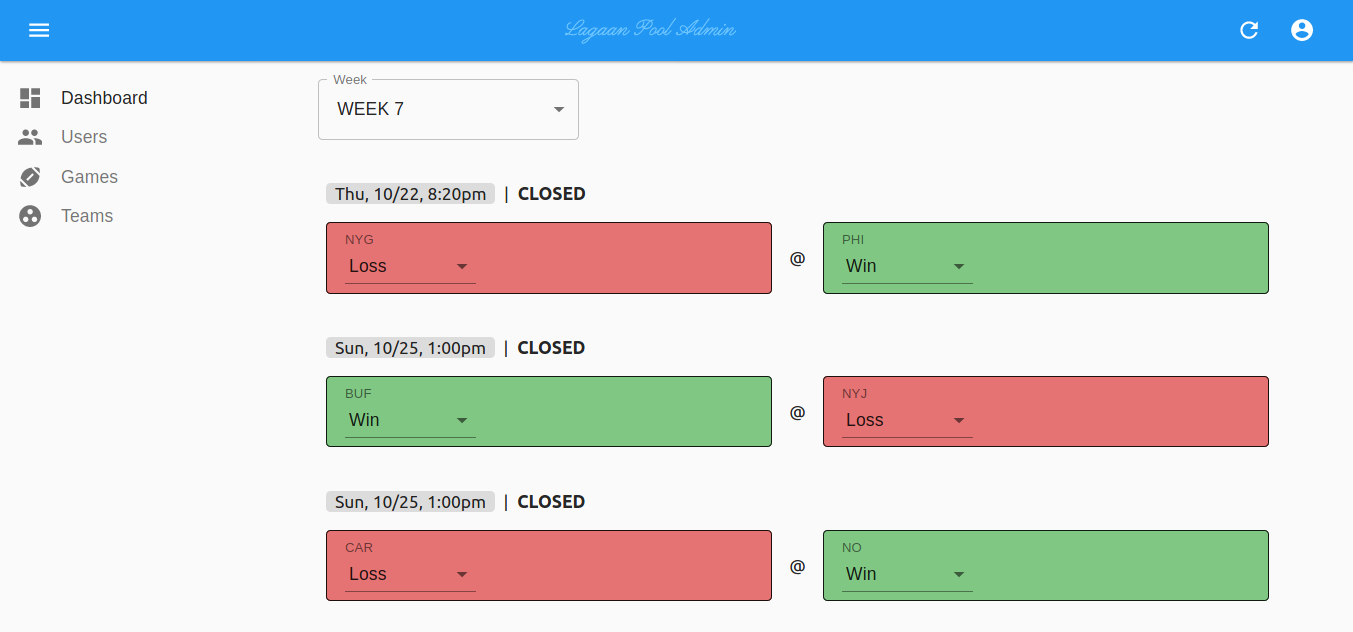 Lagaan Pool Admin
Dashboard
Users
Games
Teams
Week
WEEK 7
Thu, 10/22, 8:20pm | CLOSED
NYG
Loss
@
PHI
Win
Sun, 10/25, 1:00pm | CLOSED
BUF
Win
@
NYJ
Loss
Sun, 10/25, 1:00pm | CLOSED
CAR
Loss
@
NO
Win